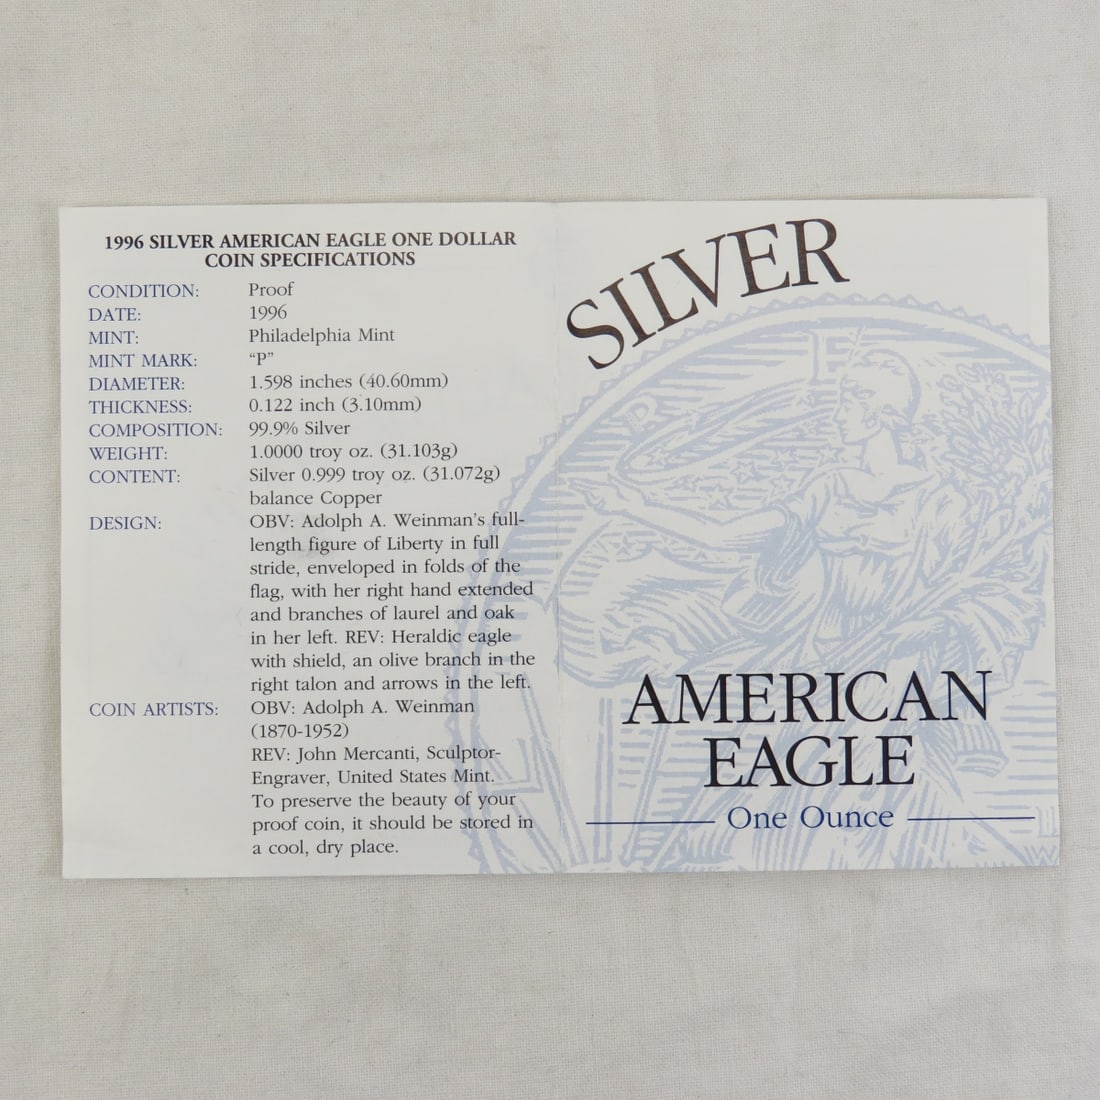 1996 SILVER AMERICAN EAGLE ONE DOLLAR
COIN SPECIFICATIONS
CONDITION: Proof
DATE: 1996
MINT: Philadelphia Mint
MINT MARK: “P”
DIAMETER: 1.598 inches (40.60mm)
THICKNESS: 0.122 inch (3.10mm)
COMPOSITION: 99.9% Silver
WEIGHT: 1.0000 troy oz. (31.103g)
CONTENT: Silver 0.999 troy oz. (31.072g)
balance Copper
DESIGN: OBV: Adolph A. Weinman’s full-
length figure of Liberty in full
stride, enveloped in folds of the
flag, with her right hand extended
and branches of laurel and oak
in her left. REV: Heraldic eagle
with shield, an olive branch in the
right talon and arrows in the left.
COIN ARTISTS: OBV: Adolph A. Weinman
(1870-1952)
REV: John Mercanti, Sculptor-
Engraver, United States Mint.
To preserve the beauty of your
proof coin, it should be stored in
a cool, dry place.
SILVER
AMERICAN
EAGLE
One Ounce